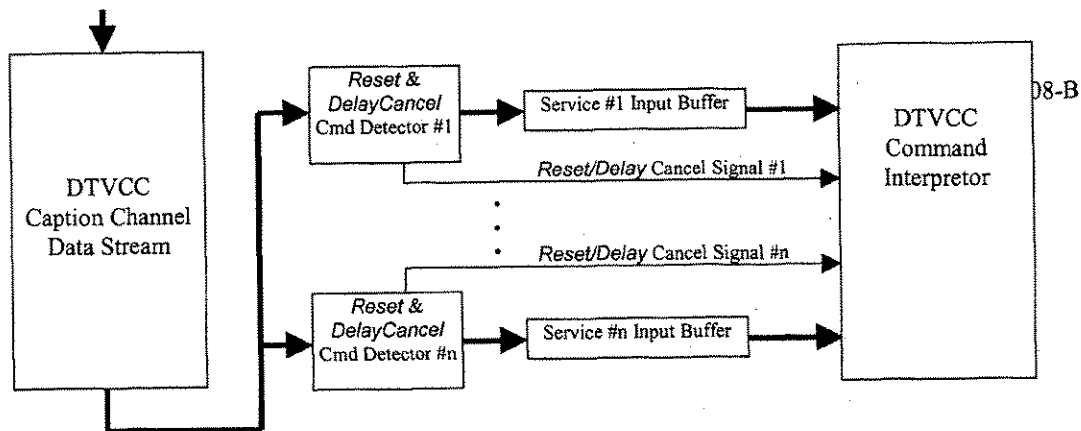 DTVCC
Caption Channel
Data Stream
Reset &
DelayCancel
Cmd Detector #1
Service #1 Input Buffer
Reset/Delay Cancel Signal #1
Reset/Delay Cancel Signal #n
Reset &
DelayCancel
Cmd Detector #n
Service #n Input Buffer
DTVCC
Command
Interpretor
08-B